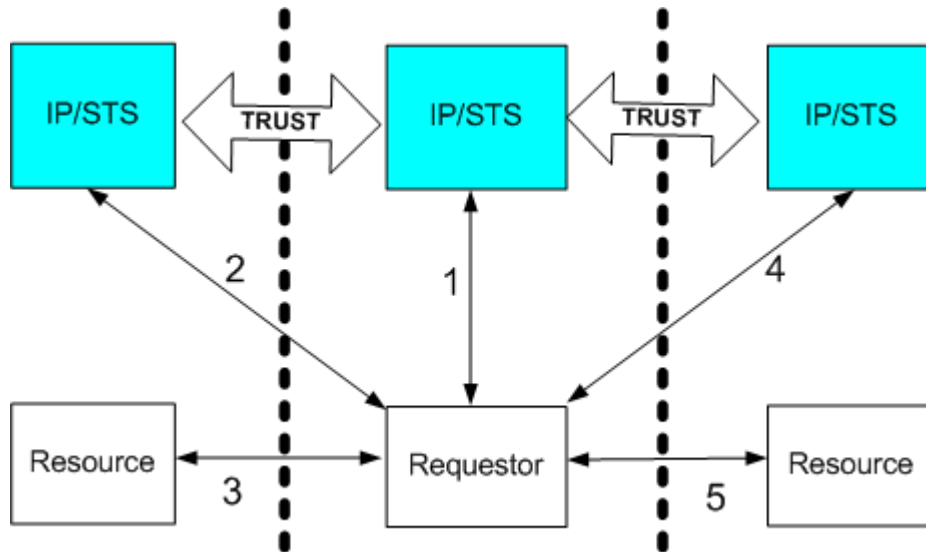 IP/STS
TRUST
IP/STS
TRUST
IP/STS
2
1
4
Resource
3
Requestor
5
Resource